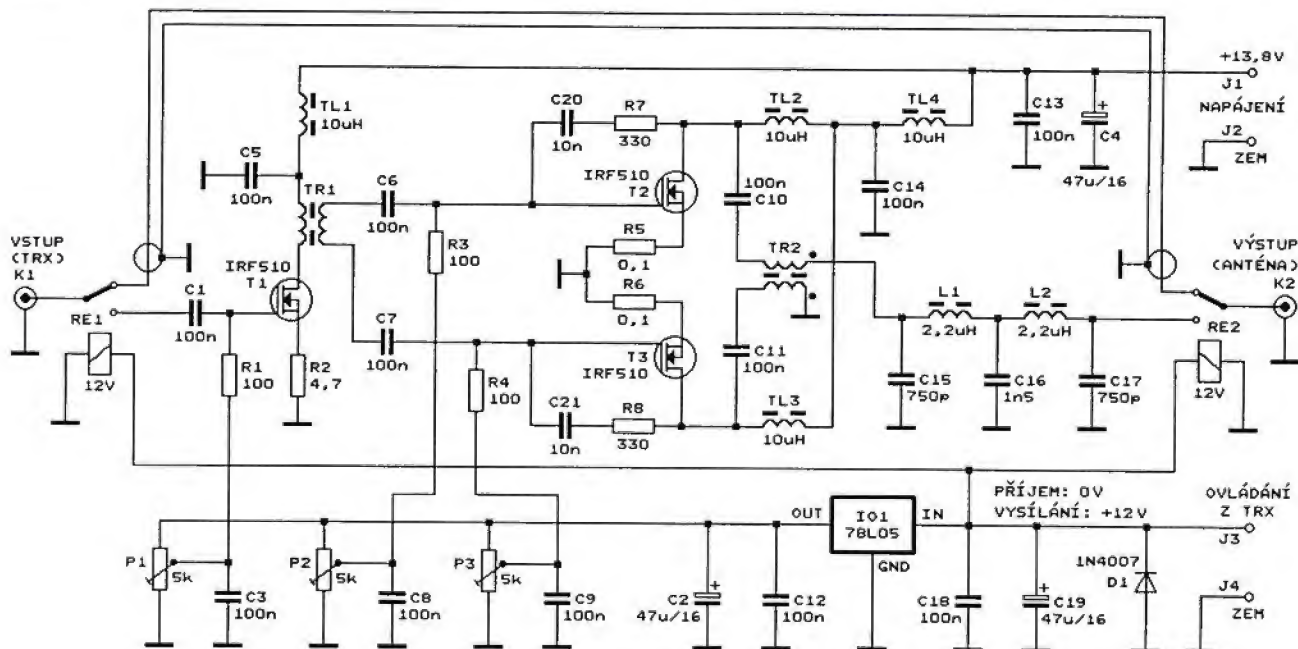 +13,8V
J1
NAPÁJENÍ
J2
ZEM
TL1
10uH
C5
100n
TR1
C6
100n
C20
10n
R7
330
IRF510
T2
TL2
10uH
TL4
10uH
C13
100n
+
C4
47u/16
100n
C10
C14
100n
VSTUP
(TRX)
K1
RE1
12V
C1
100n
IRF510
T1
R1
100
R2
4,7
R3
100
C7
100n
R4
100
R5
0,1
R6
0,1
T3
IRF510
C21
10n
R8
330
TR2
C11
100n
TL3
10uH
L1
2,2uH
L2
2,2uH
C15
750p
C16
1n5
C17
750p
VÝSTUP
(ANTÉNA)
K2
RE2
12V
P1
5k
C3
100n
P2
5k
C8
100n
P3
5k
C9
100n
C2
+
47u/16
C12
100n
OUT
IO1
78L05
IN
GND
C18
100n
+
C19
47u/16
PŘÍJEM: 0V
VYSÍLÁNÍ: +12V
1N4007
D1
OVLÁDÁNÍ
Z TRX
J3
J4
ZEM